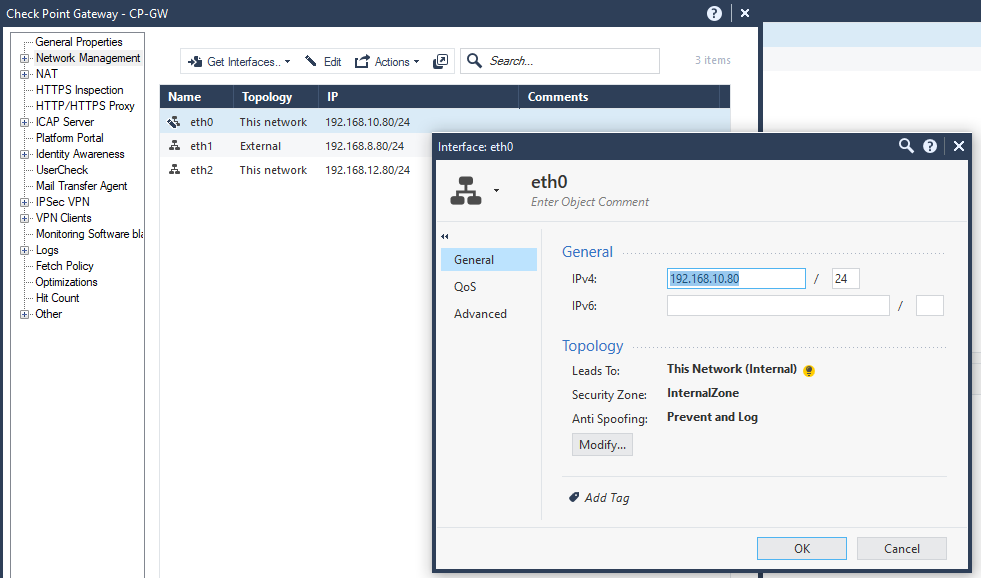 Check Point Gateway - CP-GW
General Properties
Network Management
NAT
HTTPS Inspection
HTTP/HTTPS Proxy
ICAP Server
Platform Portal
Identity Awareness
UserCheck
Mail Transfer Agent
IPSec VPN
VPN Clients
Monitoring Software bla
Logs
Fetch Policy
Optimizations
Hit Count
Other
Get Interfaces.. Edit Actions Search... 3 items
Name Topology IP Comments
eth0 This network 192.168.10.80/24
eth1 External 192.168.8.80/24
eth2 This network 192.168.12.80/24
Interface: eth0
eth0
Enter Object Comment
General
QoS
Advanced
General
IPv4: 192.168.10.80 / 24
IPv6: /
Topology
Leads To: This Network (Internal)
Security Zone: InternalZone
Anti Spoofing: Prevent and Log
Modify...
Add Tag
OK Cancel